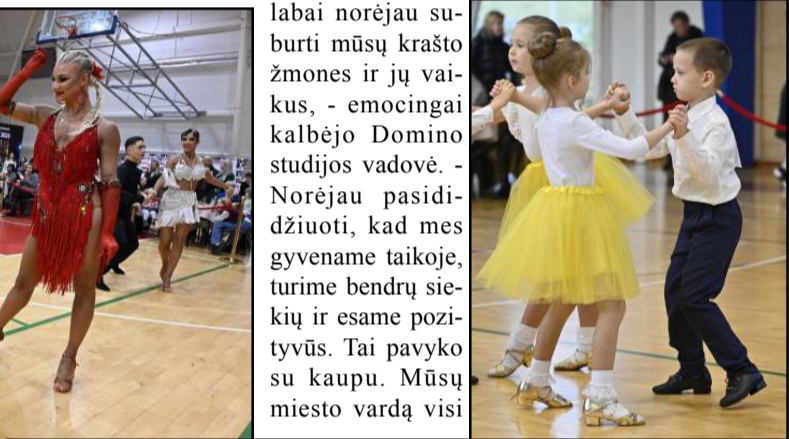 labai norėjau su-
burti mūsų krašto
žmones ir jų vai-
kus, - emocingai
kalbėjo Domino
studijos vadovė. -
Norėjau pasidi-
džiuoti, kad mes
gyvename taikoje,
turime bendrų sie-
kių ir esame pozi-
tyvūs. Tai pavyko
su kaupu. Mūsų
miesto vardą visi